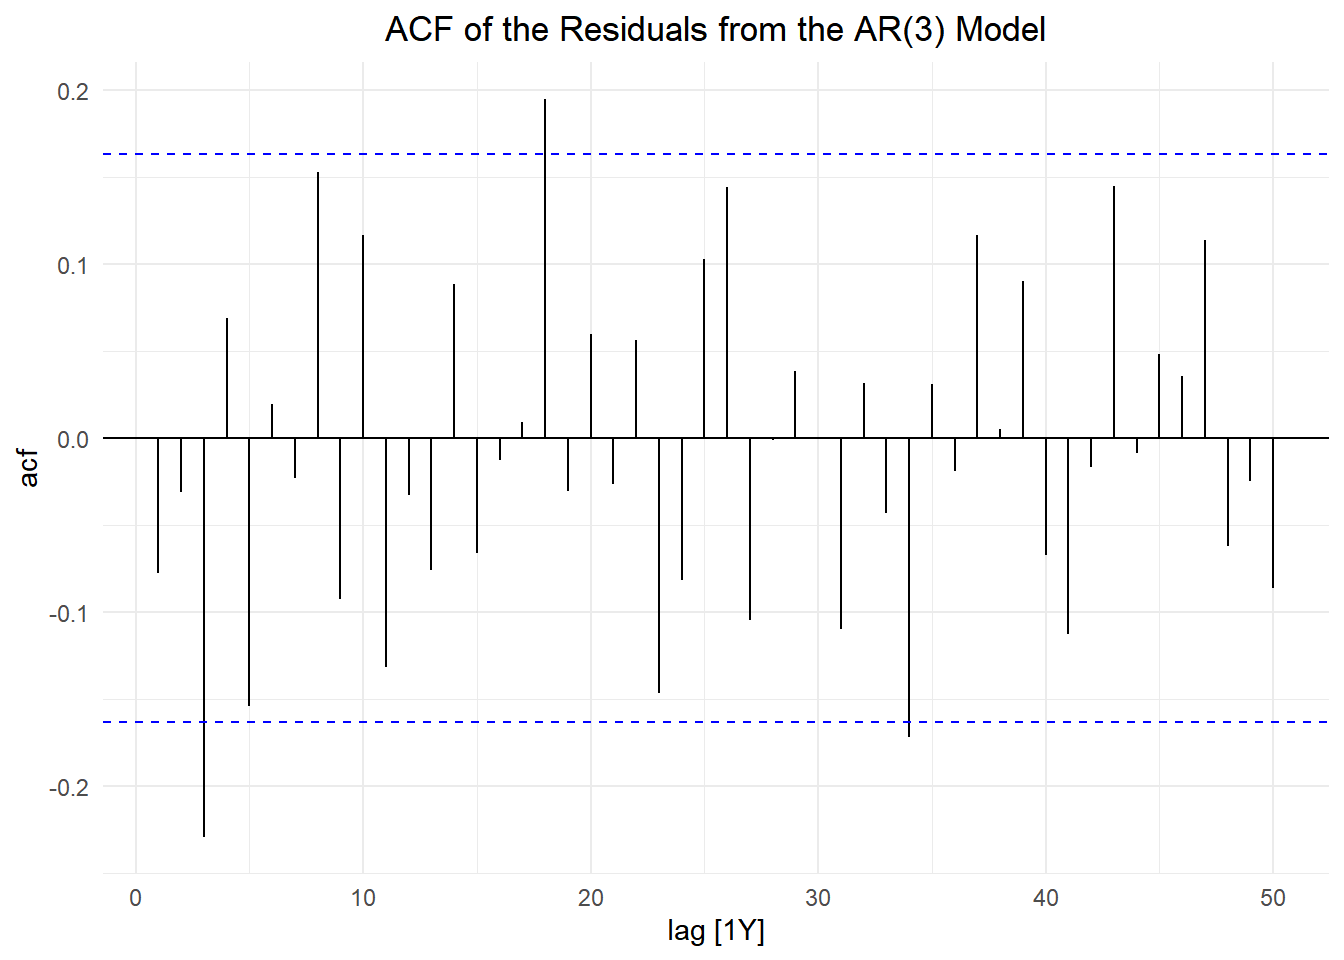 ACF of the Residuals from the AR(3) Model
0.2
0.1
0.0
-0.1
-0.2
acf
0 10 20 30 40 50
lag [1Y]